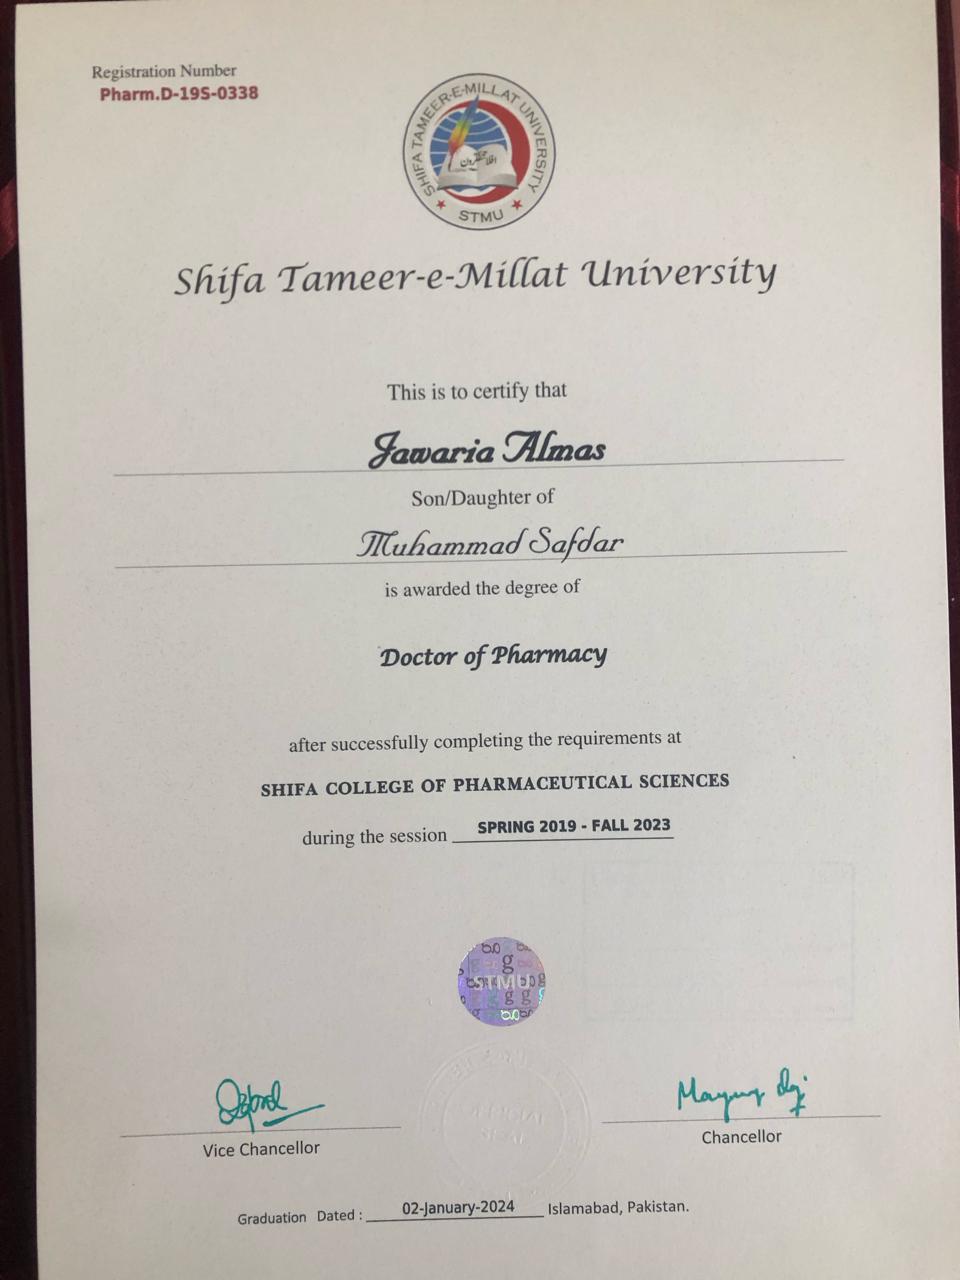 Registration Number
Pharm.D-19S-0338
SHIFA TAMEER-E-MILLAT UNIVERSITY
STMU
Shifa Tameer-e-Millat University
This is to certify that
Jawaria Almas
Son/Daughter of
Muhammad Safdar
is awarded the degree of
Doctor of Pharmacy
after successfully completing the requirements at
SHIFA COLLEGE OF PHARMACEUTICAL SCIENCES
during the session SPRING 2019 - FALL 2023
STMU
Vice Chancellor
Chancellor
Graduation Dated : 02-January-2024 Islamabad, Pakistan.